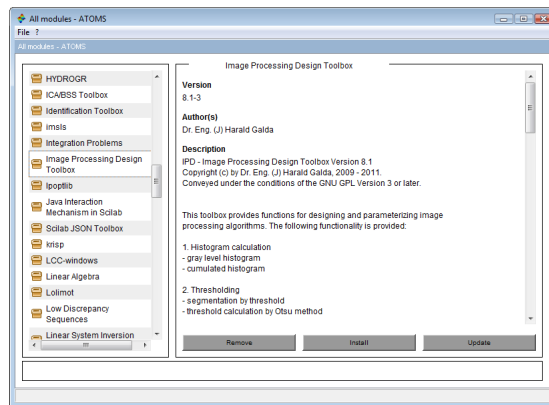 All modules - ATOMS
File ?
All modules - ATOMS
HYDROGR
ICA/BSS Toolbox
Identification Toolbox
imsls
Integration Problems
Image Processing Design
Toolbox
Ipoptlib
Java Interaction
Mechanism in Scilab
Scilab JSON Toolbox
krisp
LCC-windows
Linear Algebra
Lolimot
Low Discrepancy
Sequences
Linear System Inversion
Image Processing Design Toolbox
Version
8.1-3
Author(s)
Dr. Eng. (J) Harald Galda
Description
IPD - Image Processing Design Toolbox Version 8.1
Copyright (c) by Dr. Eng. (J) Harald Galda, 2009 - 2011.
Conveyed under the conditions of the GNU GPL Version 3 or later.
This toolbox provides functions for designing and parameterizing image
processing algorithms. The following functionality is provided:
1. Histogram calculation
- gray level histogram
- cumulated histogram
2. Thresholding
- segmentation by threshold
- threshold calculation by Otsu method
Remove
Install
Update